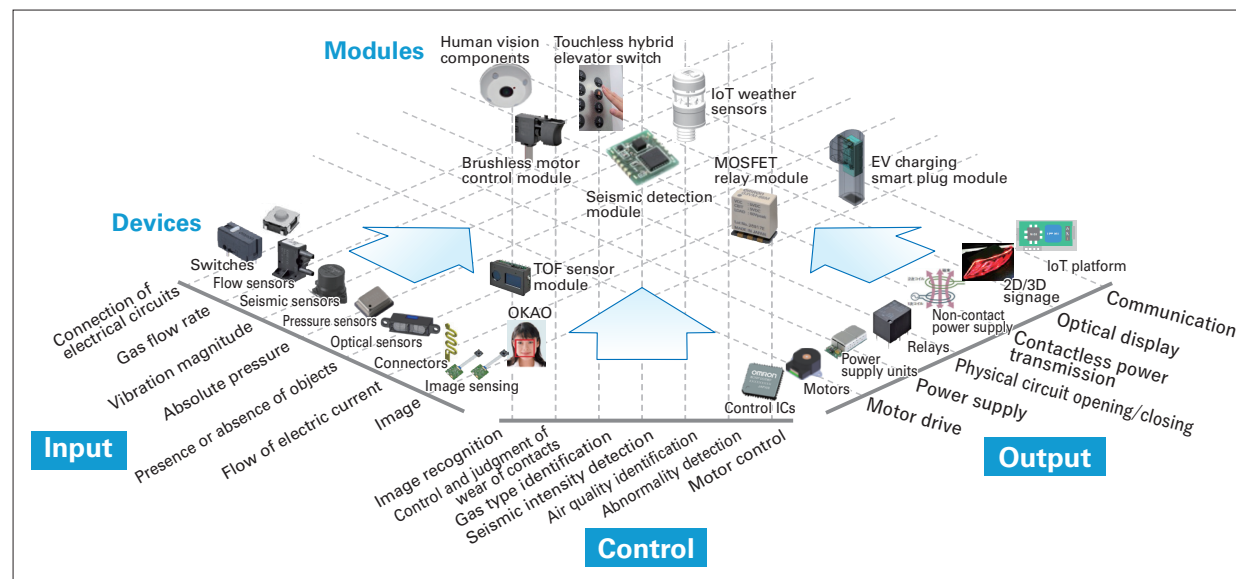 Modules
Human vision
components
Touchless hybrid
elevator switch
IoT weather
sensors
Brushless motor
control module
Seismic detection
module
MOSFET
relay module
EV charging
smart plug module
Devices
Switches
Flow sensors
Seismic sensors
Pressure sensors
Optical sensors
Connectors
Image sensing
TOF sensor
module
OKAO
OMRON
Control ICs
Motors
Power
supply units
Relays
Non-contact
power supply
2D/3D
signage
IoT platform
Connection of
electrical circuits
Gas flow rate
Vibration magnitude
Absolute pressure
Presence or absence of objects
Flow of electric current
Image
Input
Image recognition
Control and judgment of
wear of contacts
Gas type identification
Seismic intensity detection
Air quality identification
Abnormality detection
Motor control
Control
Motor drive
Power supply
Physical circuit opening/closing
Contactless power
transmission
Optical display
Communication
Output